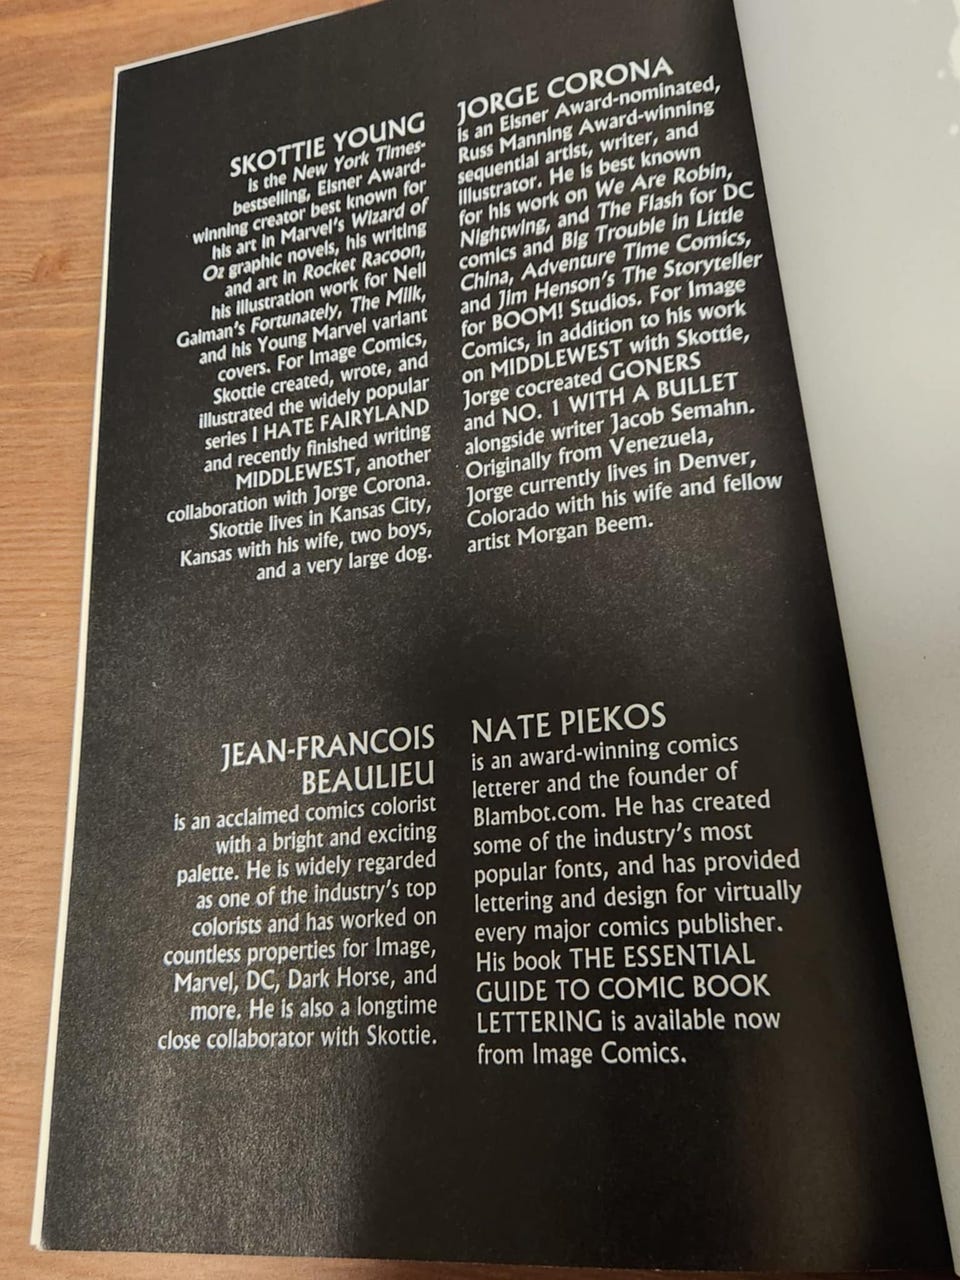 SKOTTIE YOUNG
is the New York Times-
bestselling, Eisner Award-
winning creator best known for
his art in Marvel's Wizard of
Oz graphic novels, his writing
and art in Rocket Racoon,
his illustration work for Neil
Gaiman's Fortunately, The Milk,
and his Young Marvel variant
covers. For Image Comics,
Skottie created, wrote, and
illustrated the widely popular
series I HATE FAIRYLAND
and recently finished writing
MIDDLEWEST, another
collaboration with Jorge Corona.
Skottie lives in Kansas City,
Kansas with his wife, two boys,
and a very large dog.
JORGE CORONA
is an Eisner Award-nominated,
Russ Manning Award-winning
sequential artist, writer, and
illustrator. He is best known
for his work on We Are Robin,
Nightwing, and The Flash for DC
comics and Big Trouble in Little
China, Adventure Time Comics,
and Jim Henson's The Storyteller
for BOOM! Studios. For Image
Comics, in addition to his work
on MIDDLEWEST with Skottie,
Jorge cocreated GONERS
and NO. 1 WITH A BULLET
alongside writer Jacob Semahn.
Originally from Venezuela,
Jorge currently lives in Denver,
Colorado with his wife and fellow
artist Morgan Beem.
JEAN-FRANCOIS
BEAULIEU
is an acclaimed comics colorist
with a bright and exciting
palette. He is widely regarded
as one of the industry's top
colorists and has worked on
countless properties for Image,
Marvel, DC, Dark Horse, and
more. He is also a longtime
close collaborator with Skottie.
NATE PIEKOS
is an award-winning comics
letterer and the founder of
Blambot.com. He has created
some of the industry's most
popular fonts, and has provided
lettering and design for virtually
every major comics publisher.
His book THE ESSENTIAL
GUIDE TO COMIC BOOK
LETTERING is available now
from Image Comics.